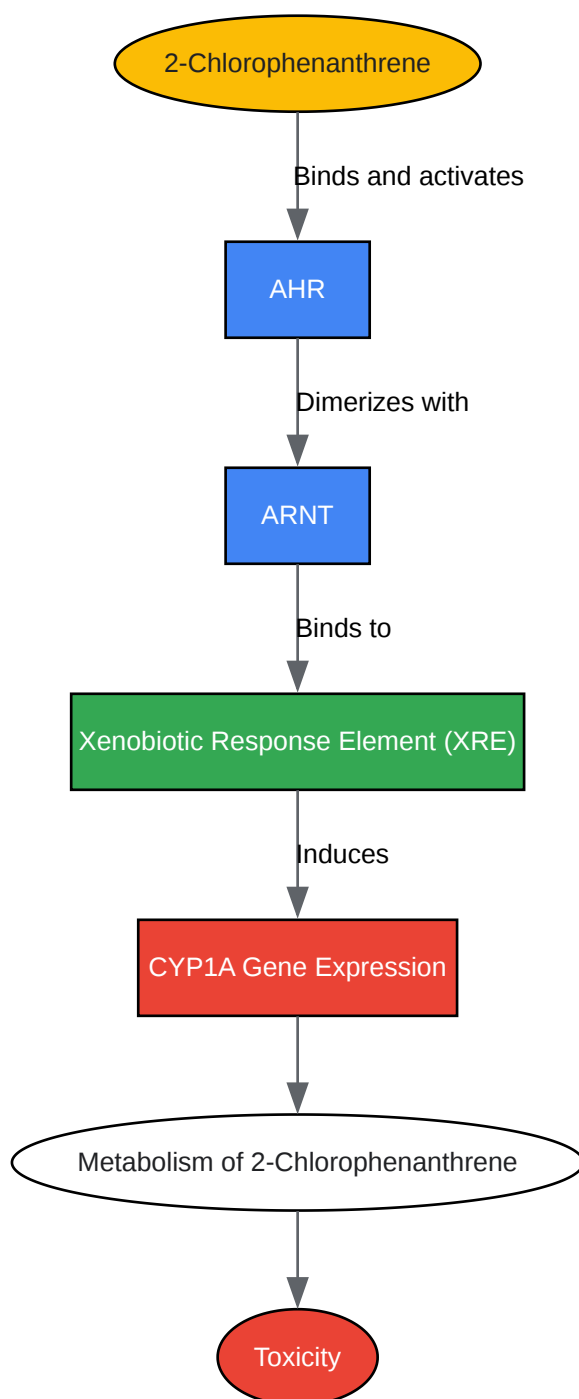 2-Chlorophenanthrene
Binds and activates
AHR
Dimerizes with
ARNT
Binds to
Xenobiotic Response Element (XRE)
Induces
CYP1A Gene Expression
Metabolism of 2-Chlorophenanthrene
Toxicity